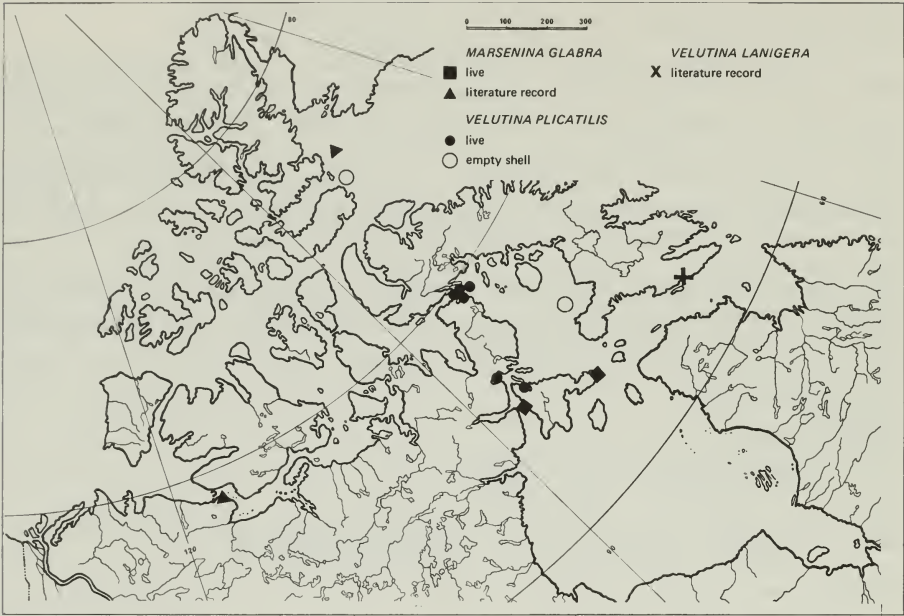 0 100 200 300
MARSENINA GLABRA
live
literature record
VELUTINA PLICATILIS
live
empty shell
VELUTINA LANIGERA
X literature record
80
60
120
90